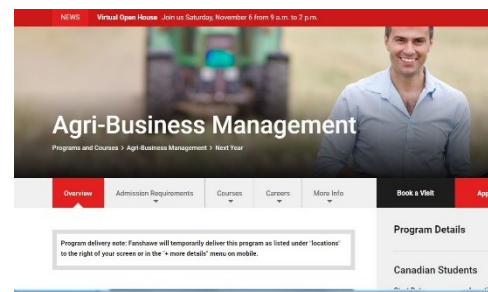 NEWS Virtual Open House Join us Saturday, November 6 from 9 a.m. to 2 p.m.
Agri-Business Management
Programs and Courses > Agri-Business Management > Next Year
Overview Admission Requirements Courses Careers More Info Book a Visit App
Program delivery note: Fanshawe will temporarily deliver this program as listed under "locations"
to the right of your screen or in the "+ more details" menu on mobile.
Program Details
Canadian Students